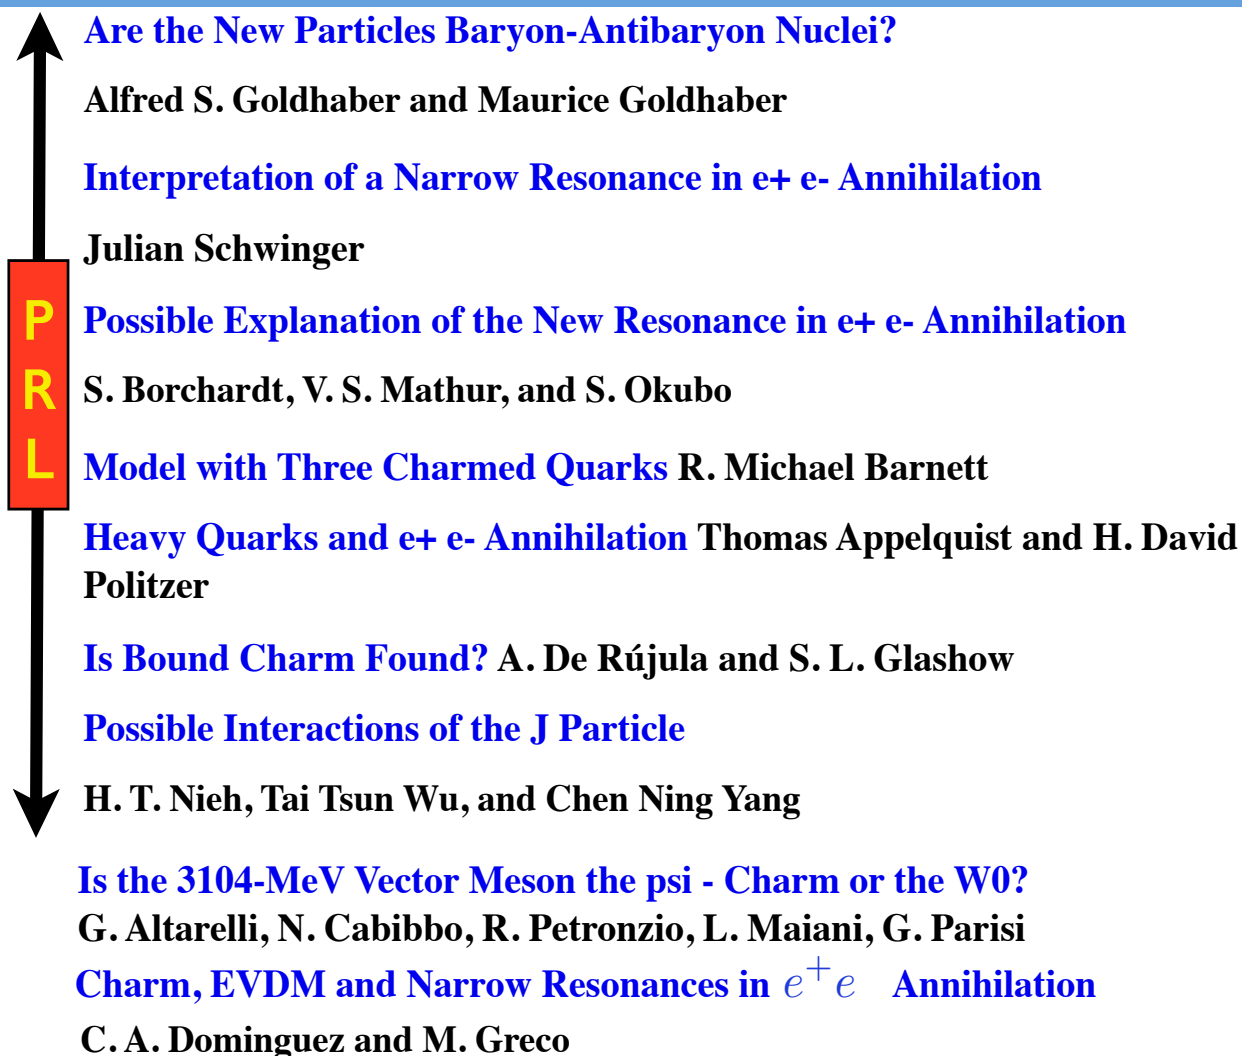 Are the New Particles Baryon-Antibaryon Nuclei?
Alfred S. Goldhaber and Maurice Goldhaber
Interpretation of a Narrow Resonance in e+ e- Annihilation
Julian Schwinger
P
R
L
Possible Explanation of the New Resonance in e+ e- Annihilation
S. Borchardt, V. S. Mathur, and S. Okubo
Model with Three Charmed Quarks R. Michael Barnett
Heavy Quarks and e+ e- Annihilation Thomas Appelquist and H. David
Politzer
Is Bound Charm Found? A. De Rújula and S. L. Glashow
Possible Interactions of the J Particle
H. T. Nieh, Tai Tsun Wu, and Chen Ning Yang
Is the 3104-MeV Vector Meson the psi - Charm or the W0?
G. Altarelli, N. Cabibbo, R. Petronzio, L. Maiani, G. Parisi
Charm, EVDM and Narrow Resonances in e⁺e Annihilation
C. A. Dominguez and M. Greco